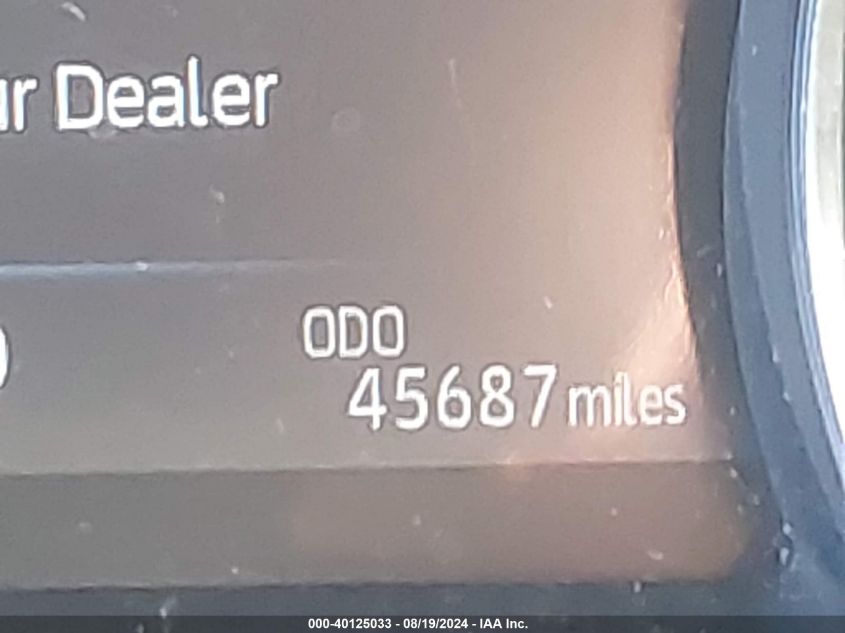 Dealer
ODO
45687 miles
000-40125033 - 08/19/2024 - IAA Inc.